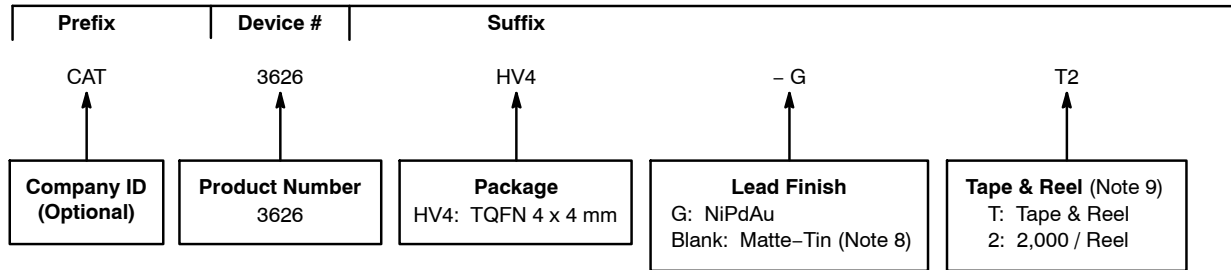 Prefix Device # Suffix
CAT 3626 HV4 – G T2
Company ID
(Optional)
Product Number
3626
Package
HV4: TQFN 4 x 4 mm
Lead Finish
G: NiPdAu
Blank: Matte−Tin (Note 8)
Tape & Reel (Note 9)
T: Tape & Reel
2: 2,000 / Reel